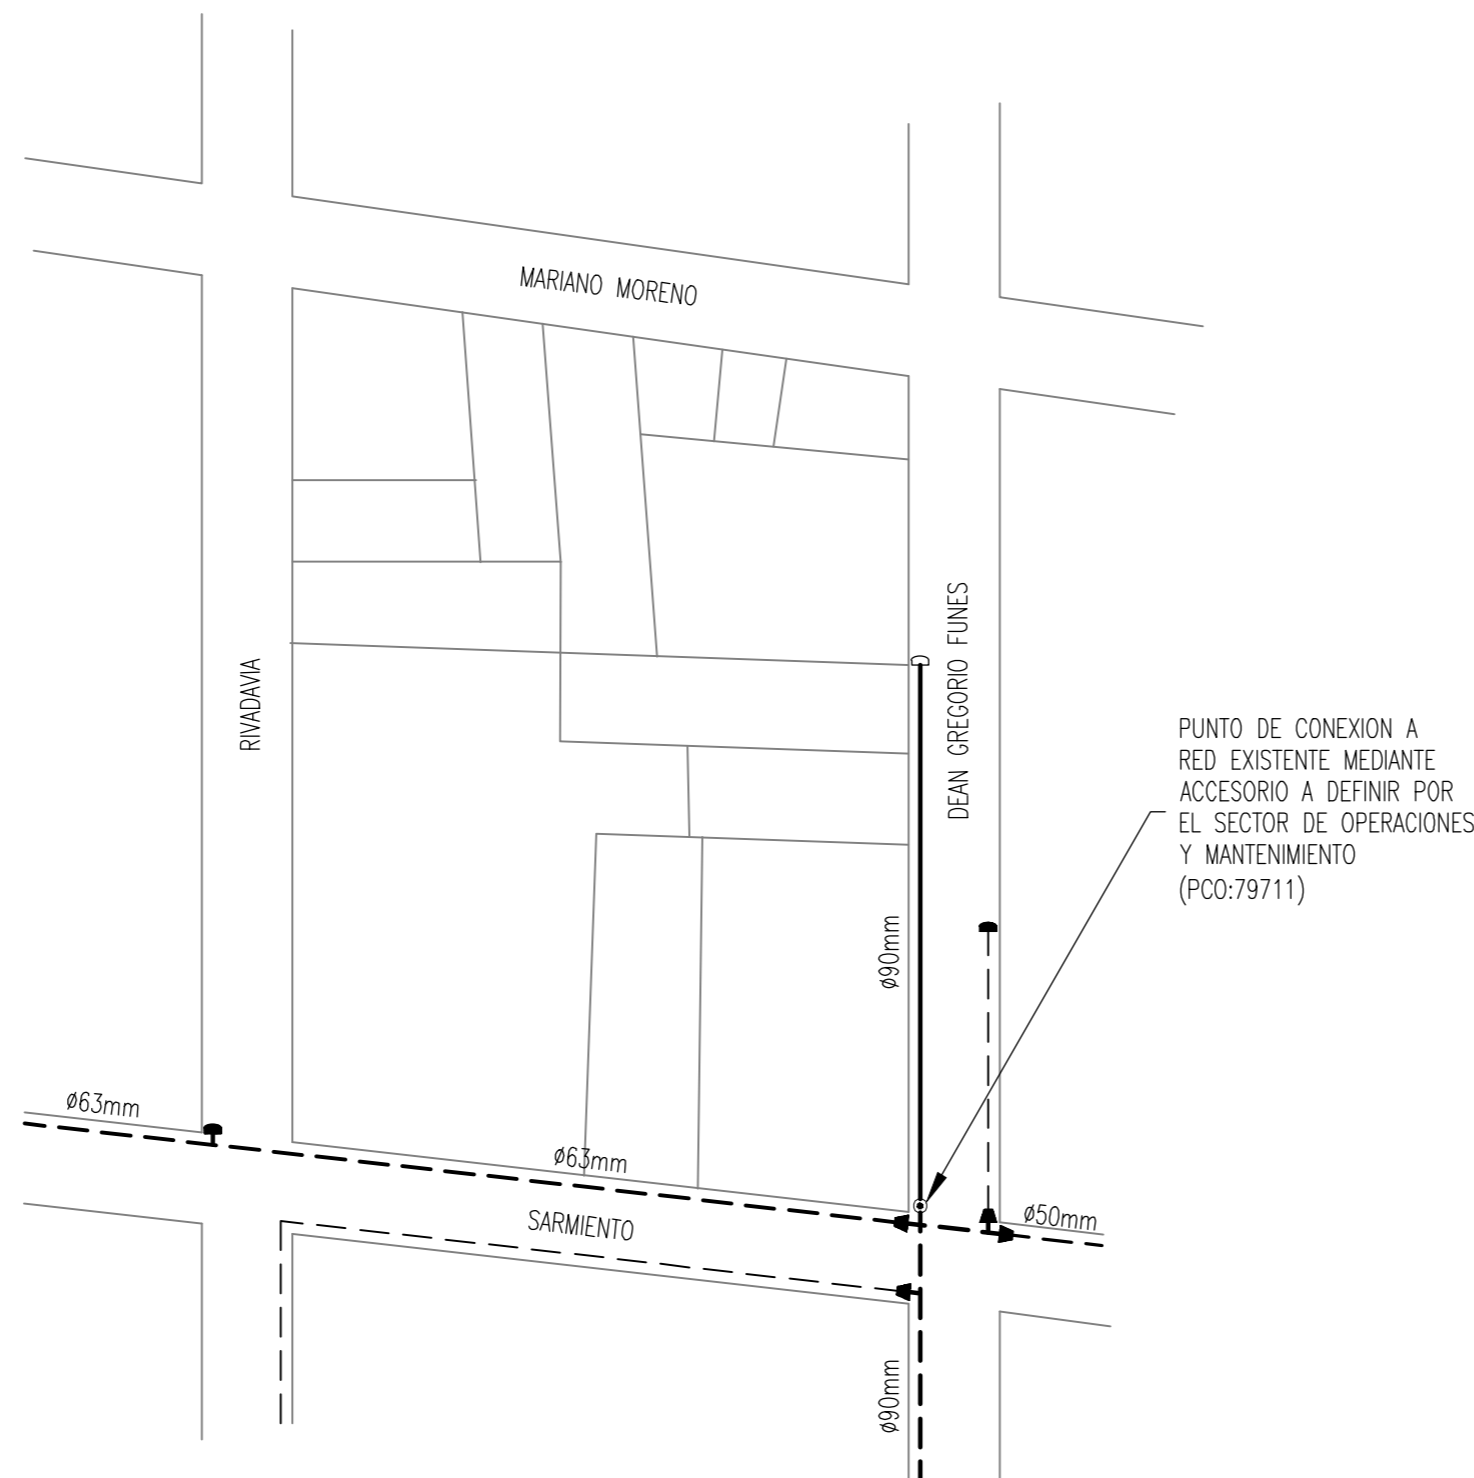 MARIANO MORENO
DEAN GREGORIO FUNES
RIVADAVIA
PUNTO DE CONEXION A
RED EXISTENTE MEDIANTE
ACCESORIO A DEFINIR POR
EL SECTOR DE OPERACIONES
Y MANTENIMIENTO
(PCO:79711)
ø90mm
ø63mm
ø63mm
SARMIENTO
ø50mm
ø90mm